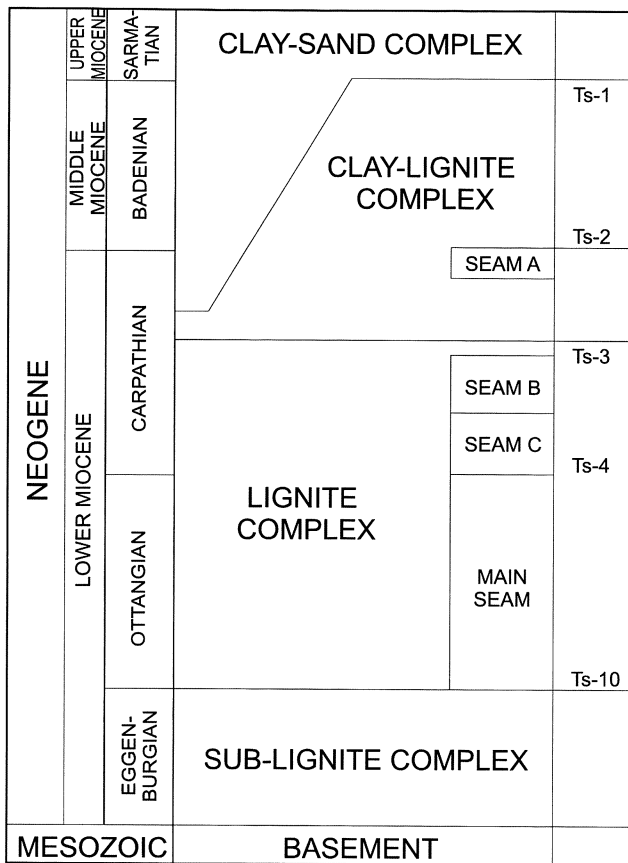 UPPER
MIOCENE
SARMA-
TIAN
CLAY-SAND COMPLEX
Ts-1
MIDDLE
MIOCENE
BADENIAN
CLAY-LIGNITE
COMPLEX
Ts-2
SEAM A
NEOGENE
LOWER MIOCENE
CARPATHIAN
Ts-3
SEAM B
SEAM C
Ts-4
OTTANGIAN
LIGNITE
COMPLEX
MAIN
SEAM
Ts-10
EGGEN-
BURGIAN
SUB-LIGNITE COMPLEX
MESOZOIC
BASEMENT